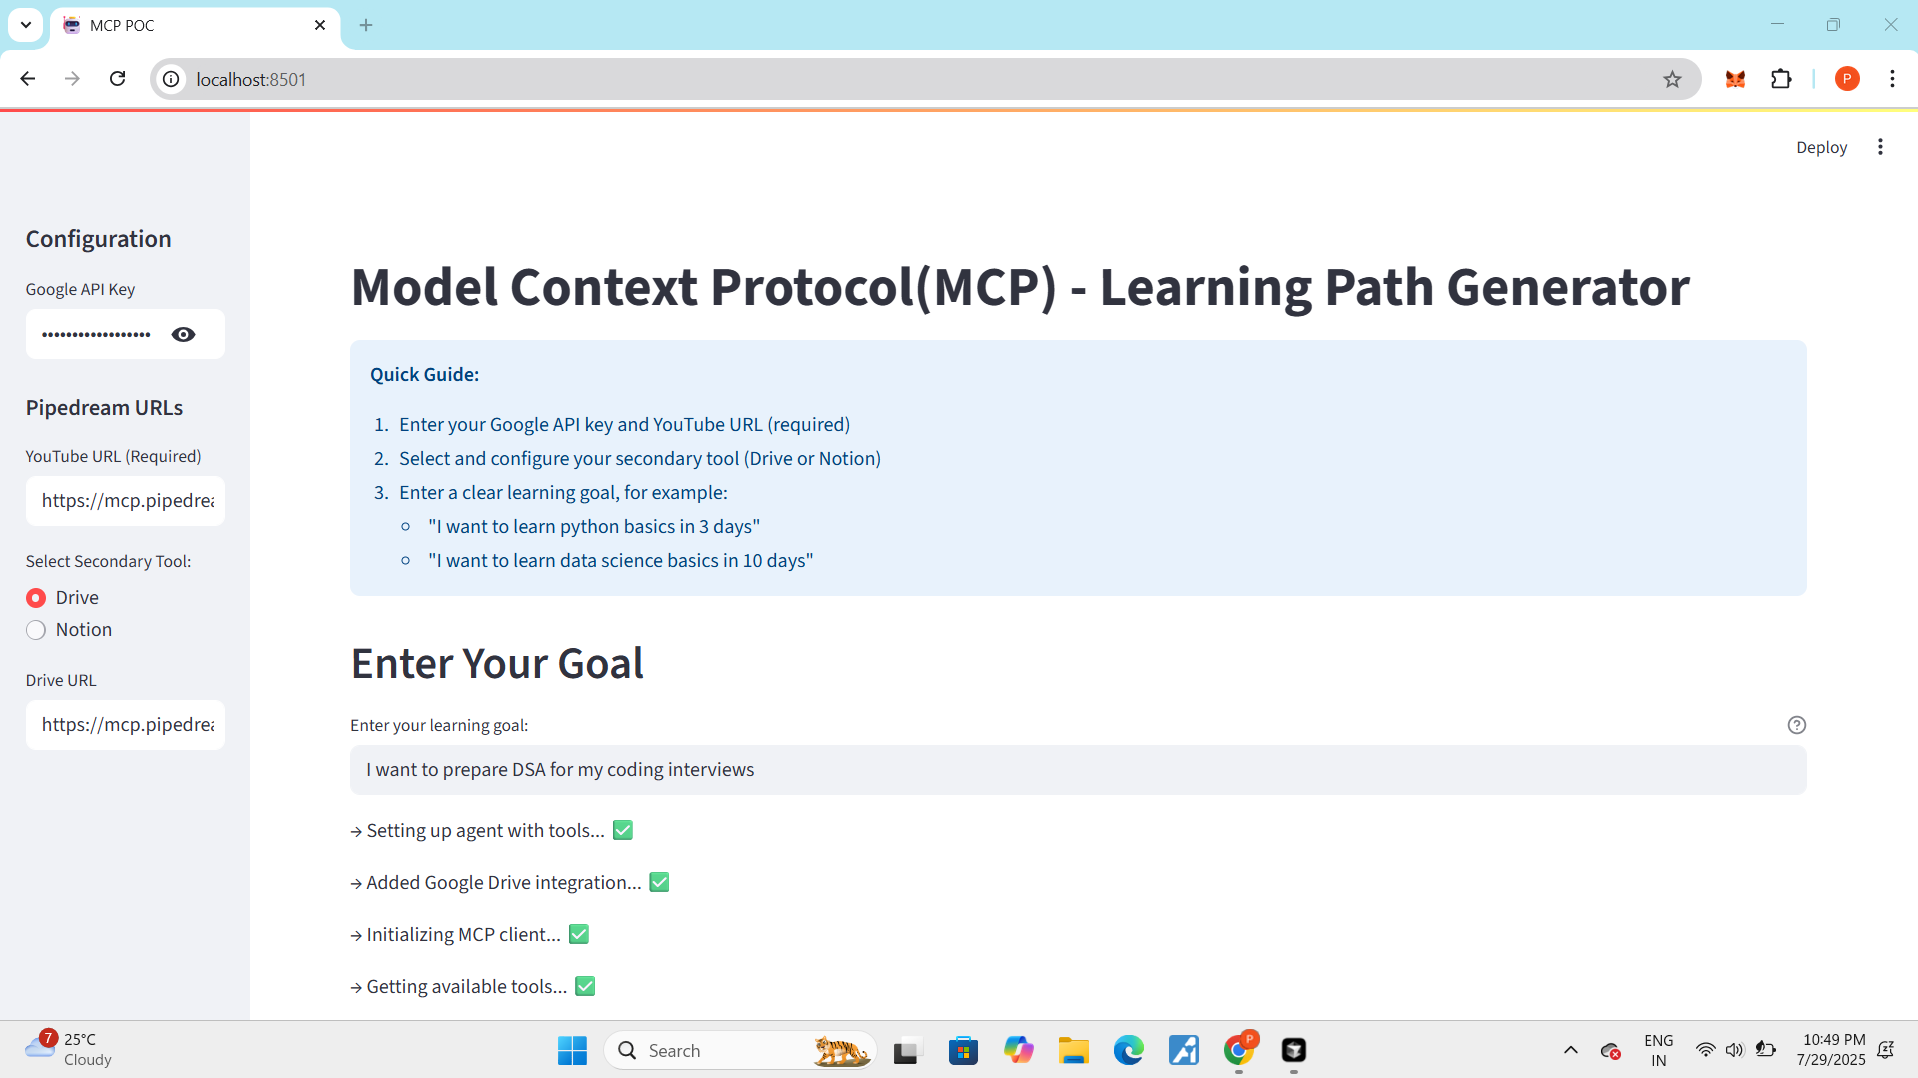 MCP POC
localhost:8501
P
Deploy
Configuration
Google API Key
Pipedream URLs
YouTube URL (Required)
https://mcp.pipedrea
Select Secondary Tool:
Drive
Notion
Drive URL
https://mcp.pipedrea
Model Context Protocol(MCP) - Learning Path Generator
Quick Guide:
1. Enter your Google API key and YouTube URL (required)
2. Select and configure your secondary tool (Drive or Notion)
3. Enter a clear learning goal, for example:
"I want to learn python basics in 3 days"
"I want to learn data science basics in 10 days"
Enter Your Goal
Enter your learning goal:
I want to prepare DSA for my coding interviews
→ Setting up agent with tools... ✅
→ Added Google Drive integration... ✅
→ Initializing MCP client... ✅
→ Getting available tools... ✅
7
25°C
Cloudy
Search
P
ENG
IN
10:49 PM
7/29/2025